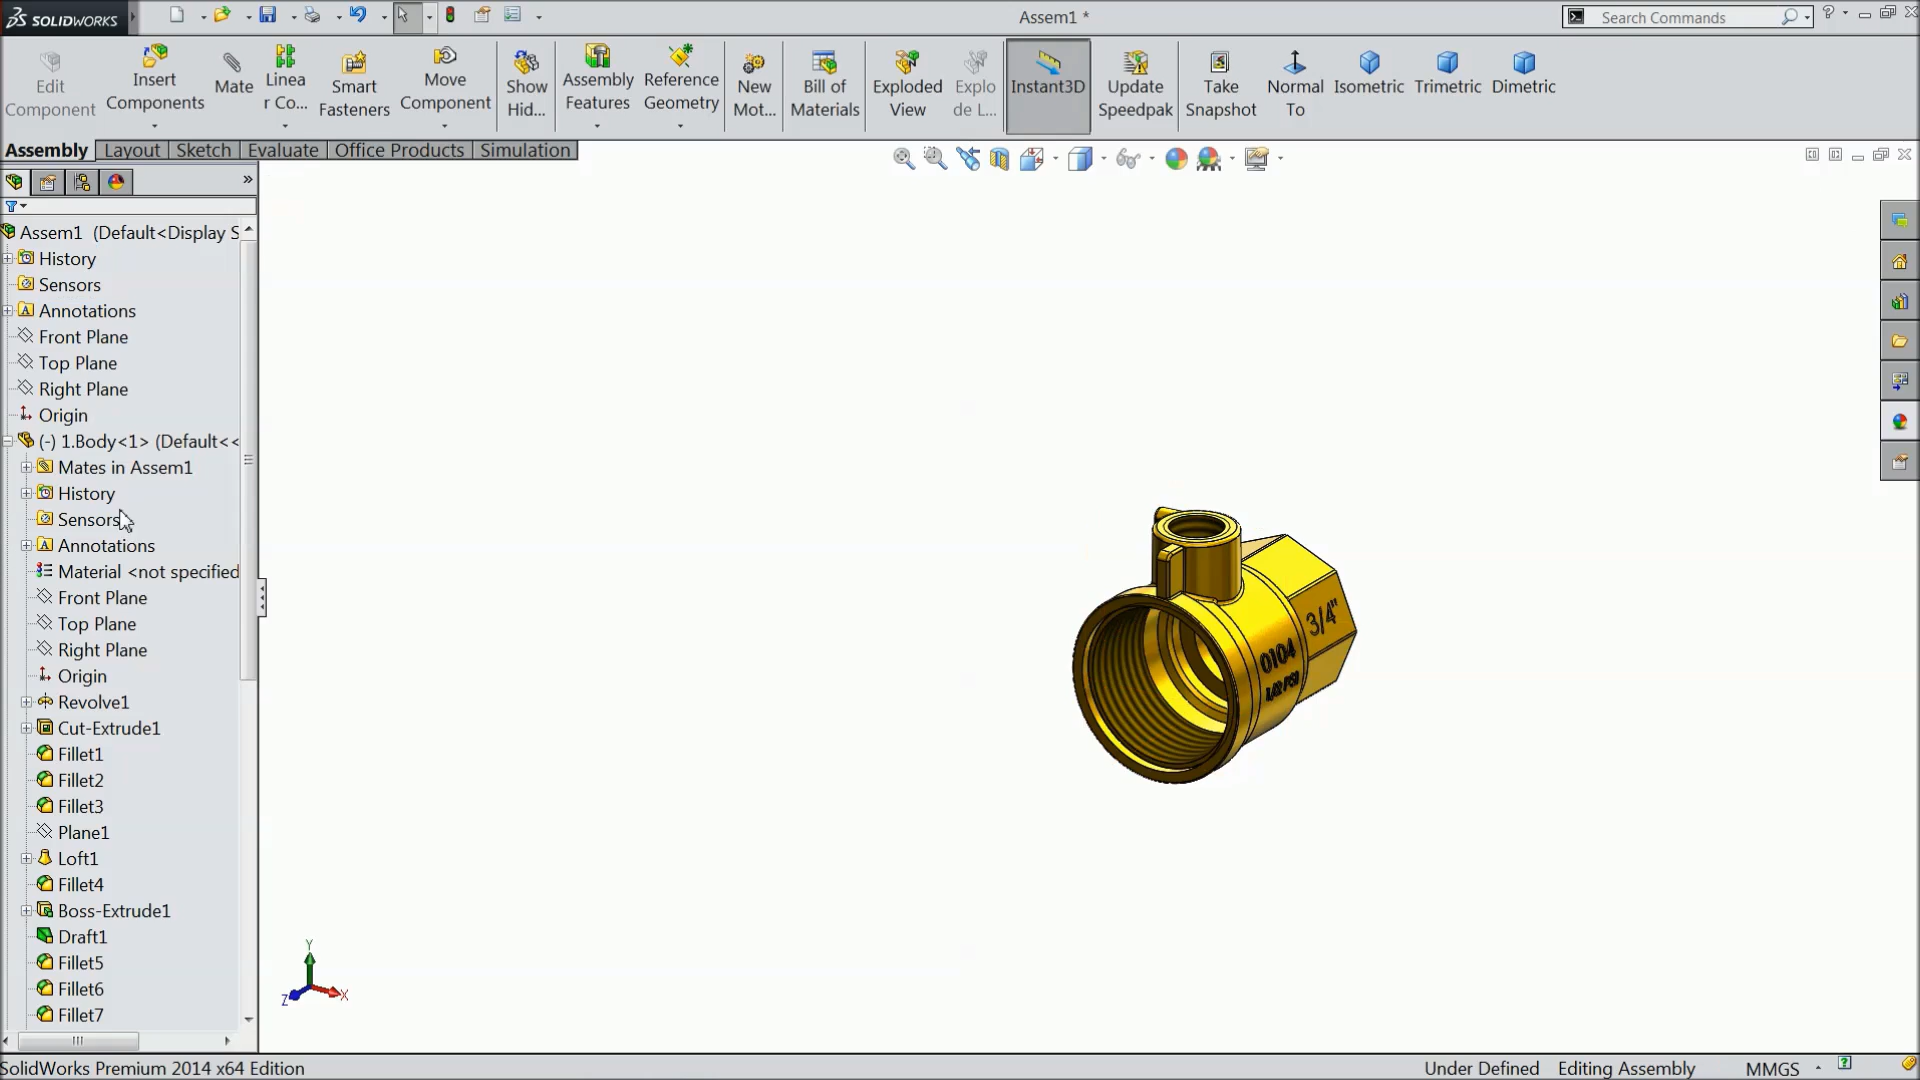 SOLIDWORKS
Assem1 *
Search Commands
Edit Component
Insert Components
Mate
Linea r Co...
Smart Fasteners
Move Component
Show Hid...
Assembly Features
Reference Geometry
New Mot...
Bill of Materials
Exploded View
Explo de L...
Instant3D
Update Speedpak
Take Snapshot
Normal To
Isometric
Trimetric
Dimetric
Assembly
Layout
Sketch
Evaluate
Office Products
Simulation
Assem1 (Default<Display S
History
Sensors
Annotations
Front Plane
Top Plane
Right Plane
Origin
(-) 1.Body<1> (Default<<
Mates in Assem1
History
Sensors
Annotations
Material <not specified
Front Plane
Top Plane
Right Plane
Origin
Revolve1
Cut-Extrude1
Fillet1
Fillet2
Fillet3
Plane1
Loft1
Fillet4
Boss-Extrude1
Draft1
Fillet5
Fillet6
Fillet7
3/4"
0104
Y
Z
X
SolidWorks Premium 2014 x64 Edition
Under Defined
Editing Assembly
MMGS